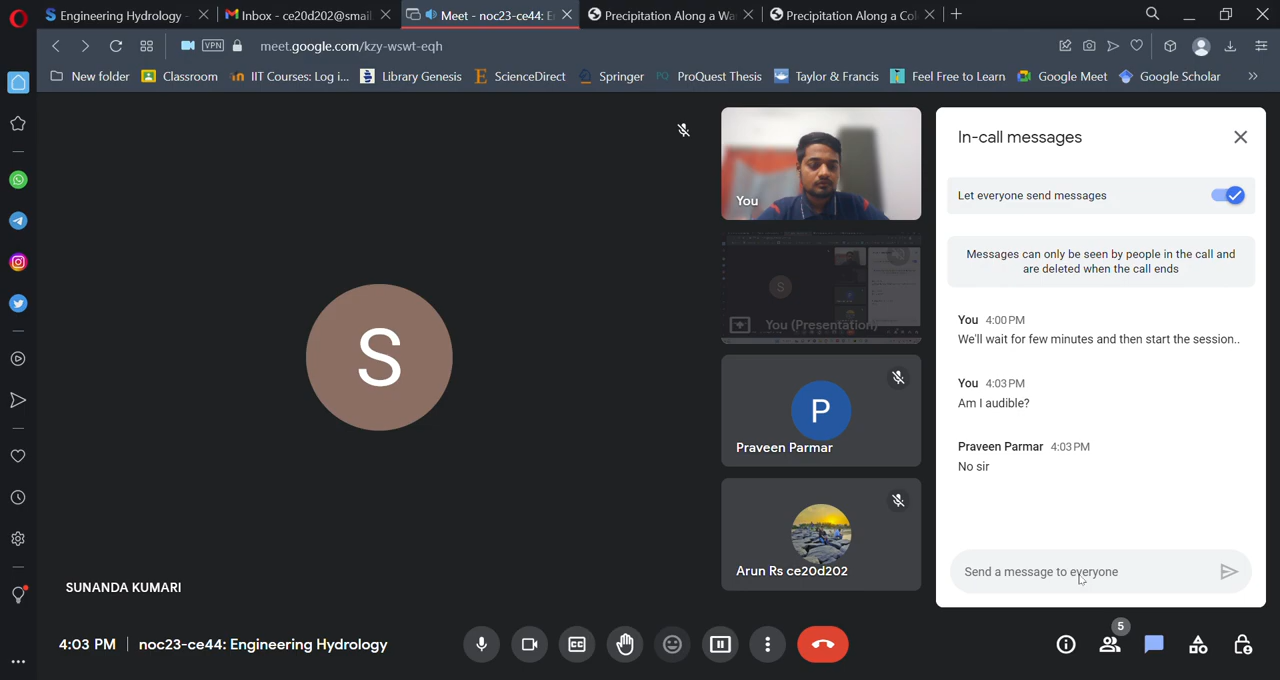 Engineering Hydrology -
Inbox - ce20d202@smail
Meet - noc23-ce44: E
Precipitation Along a Wa
Precipitation Along a Col
VPN
meet.google.com/kzy-wswt-eqh
New folder
Classroom
IIT Courses: Log i...
Library Genesis
ScienceDirect
Springer
ProQuest Thesis
Taylor & Francis
Feel Free to Learn
Google Meet
Google Scholar
You
You (Presentation)
P
Praveen Parmar
Arun Rs ce20d202
S
SUNANDA KUMARI
In-call messages
Let everyone send messages
Messages can only be seen by people in the call and
are deleted when the call ends
You 4:00 PM
We'll wait for few minutes and then start the session..
You 4:03 PM
Am I audible?
Praveen Parmar 4:03 PM
No sir
Send a message to everyone
4:03 PM | noc23-ce44: Engineering Hydrology
5